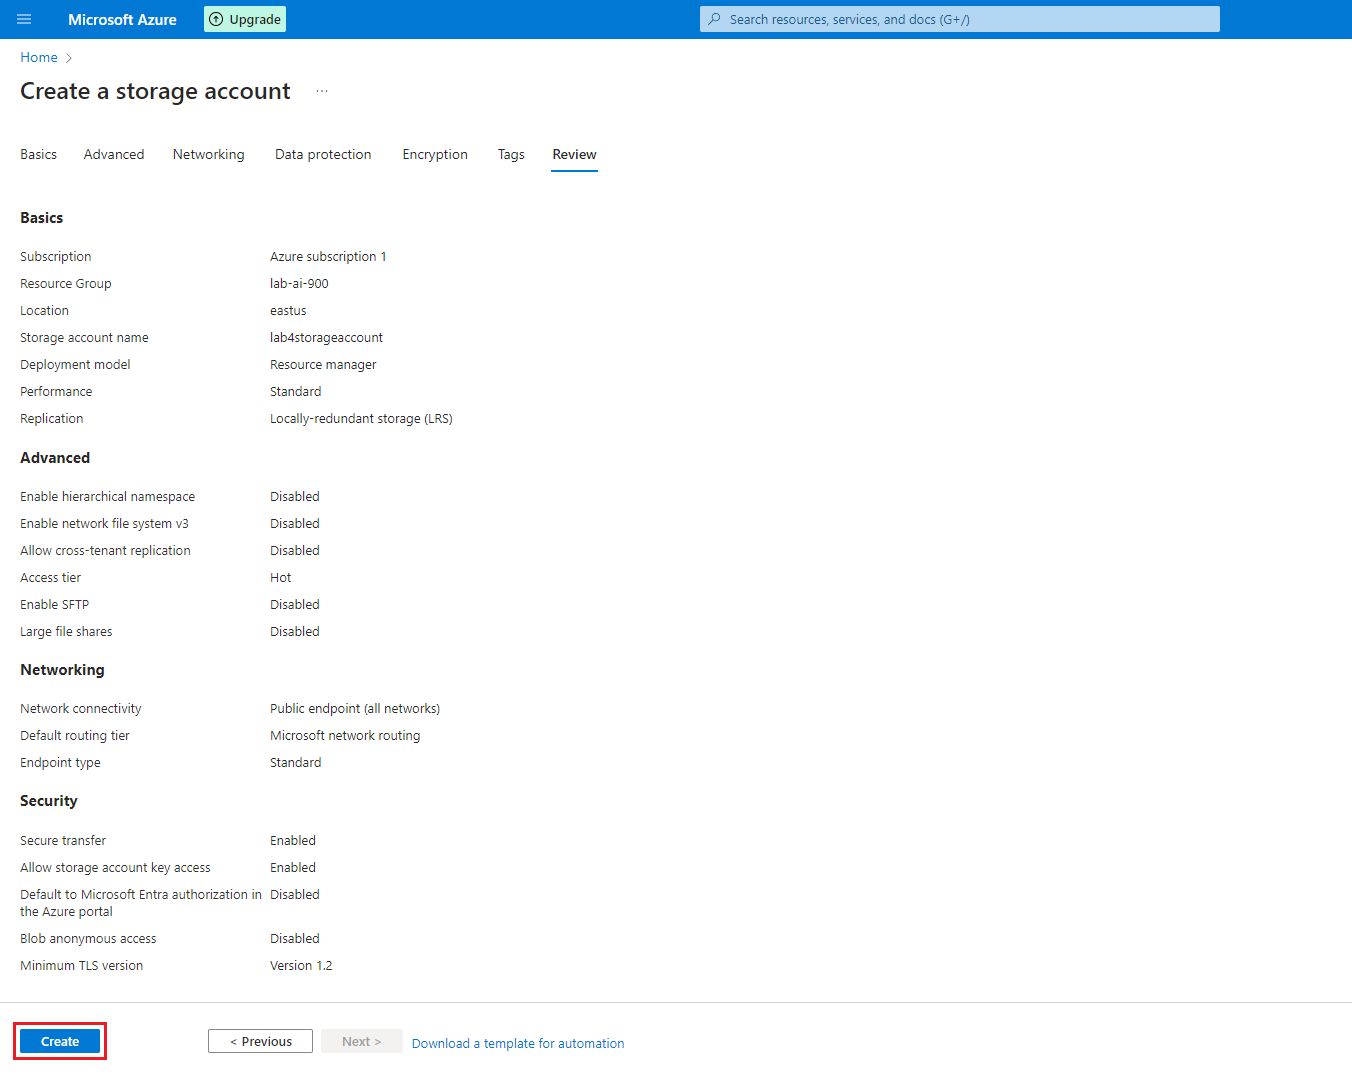 Microsoft Azure
Upgrade
Search resources, services, and docs (G+/)
Home >
Create a storage account ...
Basics Advanced Networking Data protection Encryption Tags Review
Basics
Subscription Azure subscription 1
Resource Group lab-ai-900
Location eastus
Storage account name lab4storageaccount
Deployment model Resource manager
Performance Standard
Replication Locally-redundant storage (LRS)
Advanced
Enable hierarchical namespace Disabled
Enable network file system v3 Disabled
Allow cross-tenant replication Disabled
Access tier Hot
Enable SFTP Disabled
Large file shares Disabled
Networking
Network connectivity Public endpoint (all networks)
Default routing tier Microsoft network routing
Endpoint type Standard
Security
Secure transfer Enabled
Allow storage account key access Enabled
Default to Microsoft Entra authorization in Disabled
the Azure portal
Blob anonymous access Disabled
Minimum TLS version Version 1.2
Create
< Previous
Next >
Download a template for automation